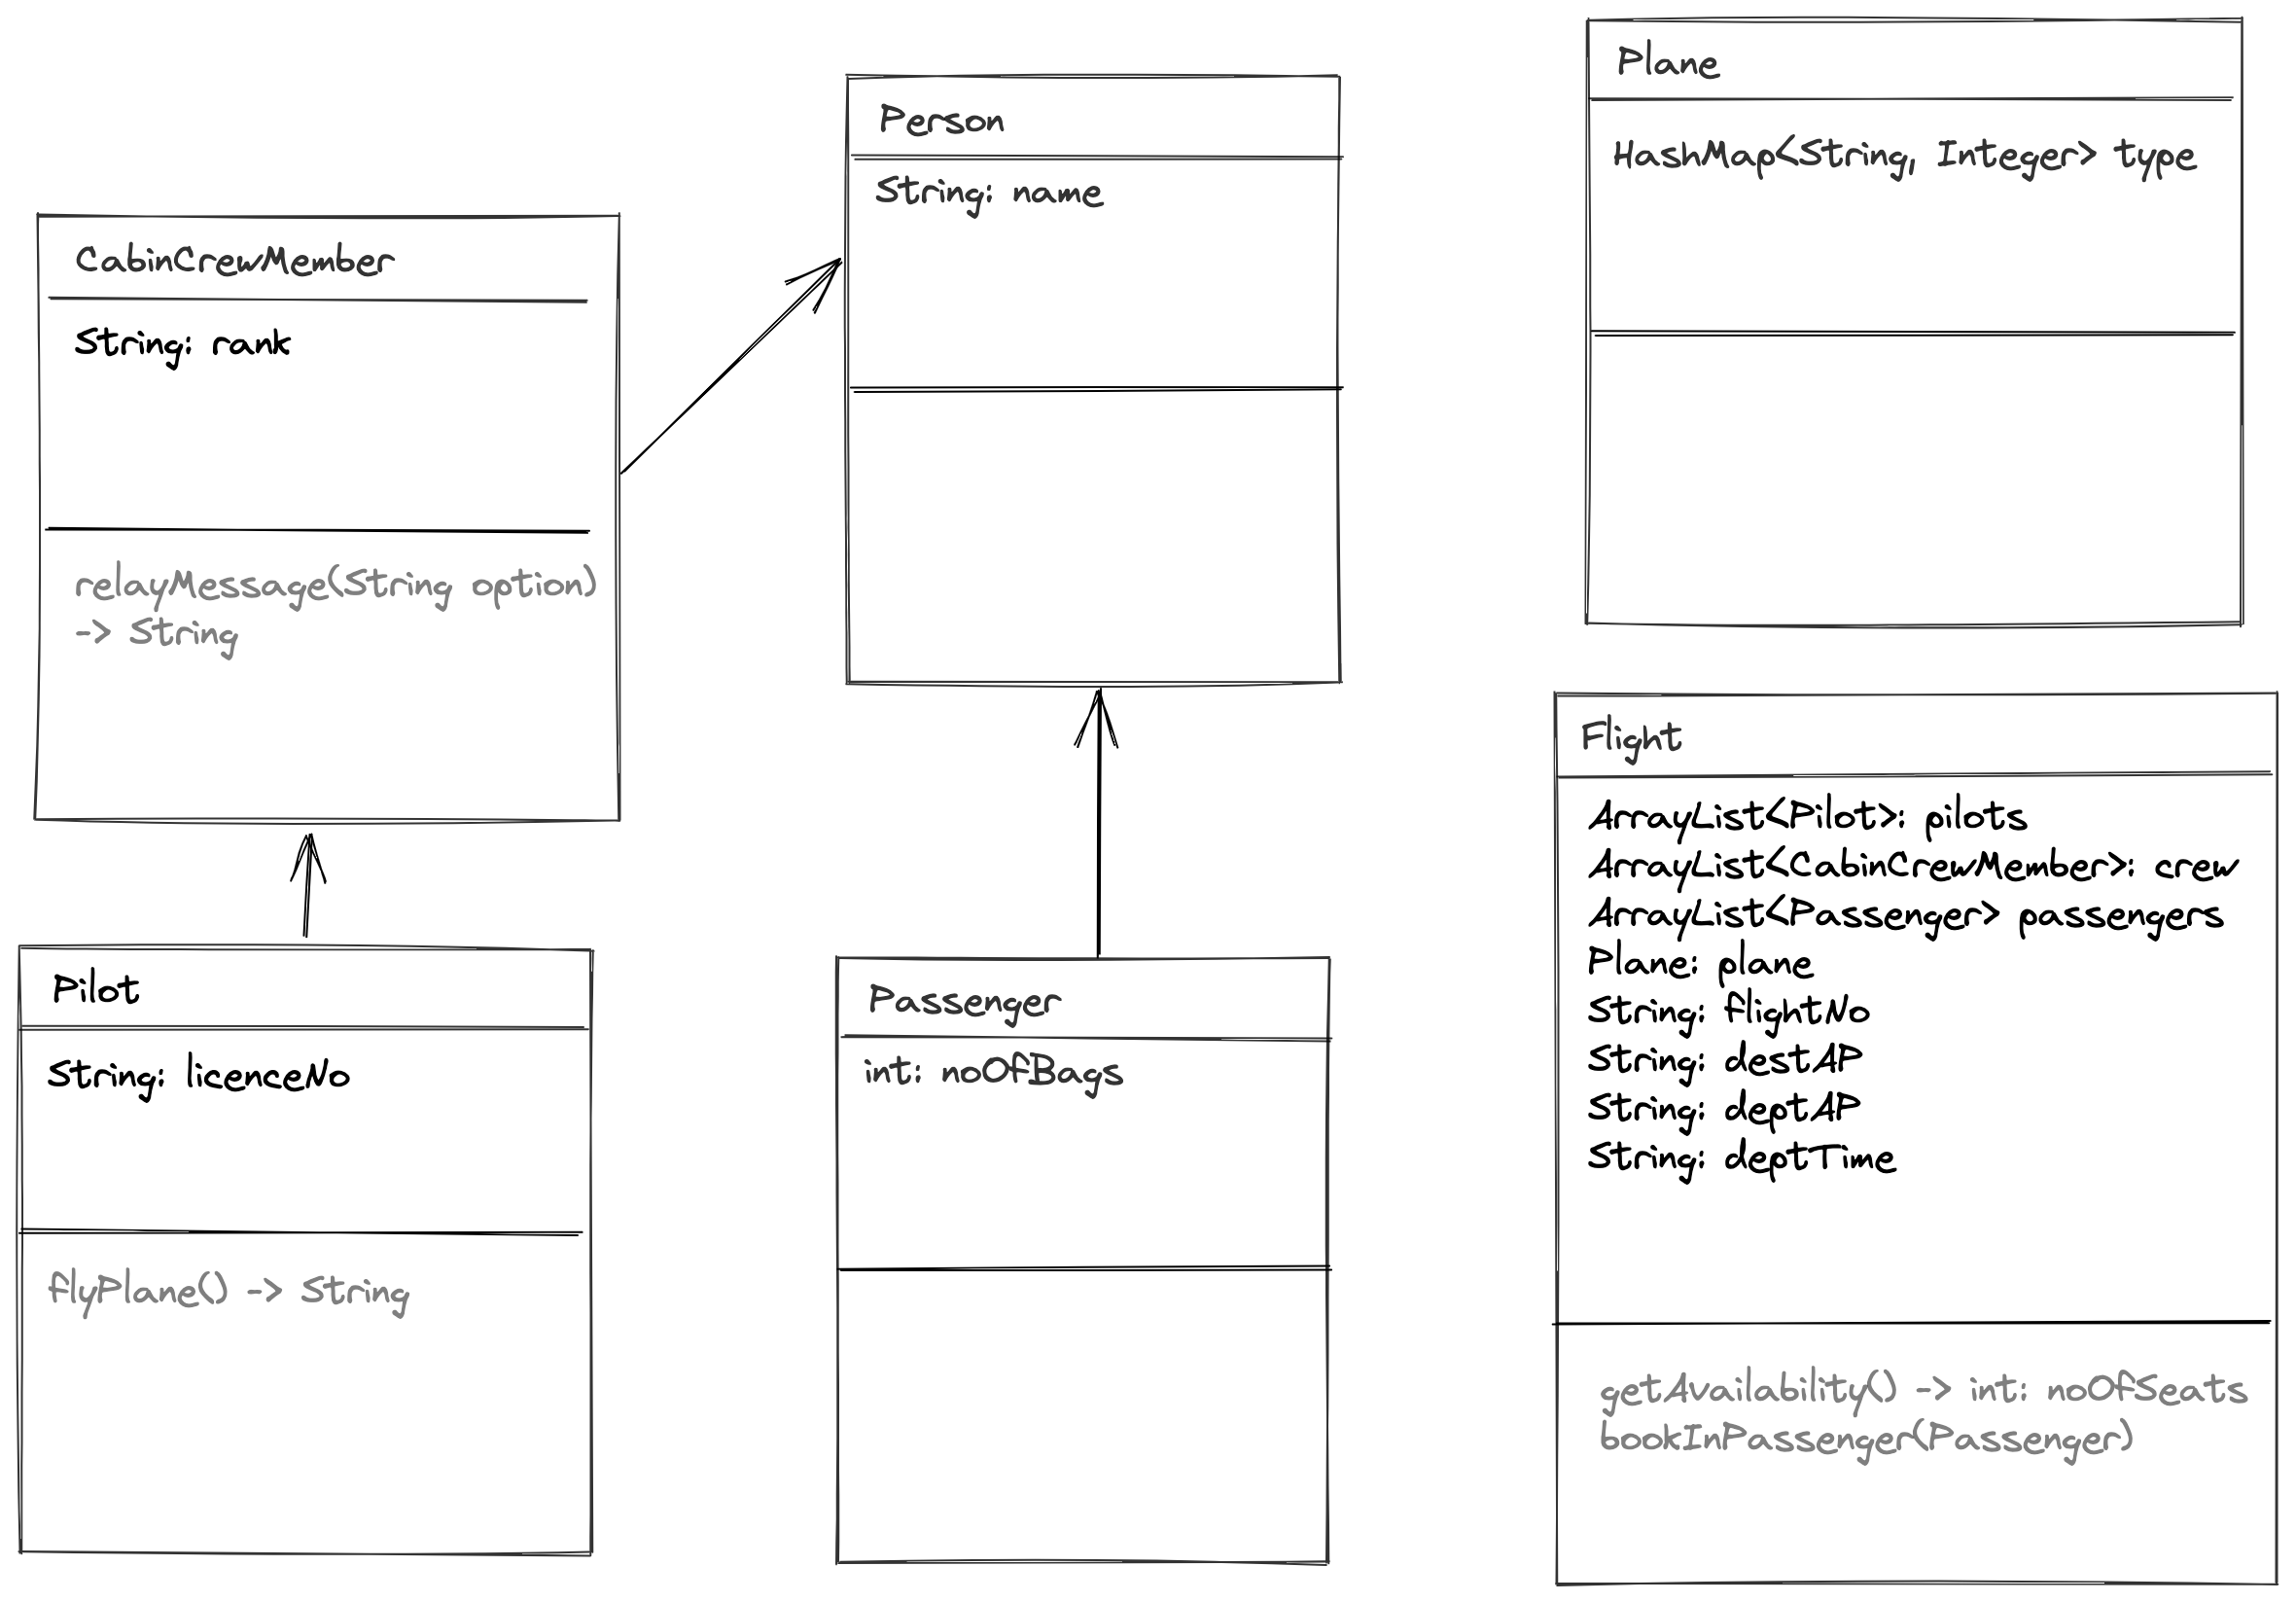 CabinCrewMember
String: rank
relayMessage(String option)
-> String
Person
String: name
Plane
HashMap<String, Integer> type
Pilot
String: licenceNo
flyPlane() -> String
Passenger
int: noOfBags
Flight
ArrayList<Pilot>: pilots
ArrayList<CabinCrewMember>: crew
ArrayList<Passenger> passengers
Plane: plane
String: flightNo
String: destAP
String: deptAP
String: deptTime
getAvailability() -> int: noOfSeats
bookInPassenger(Passenger)